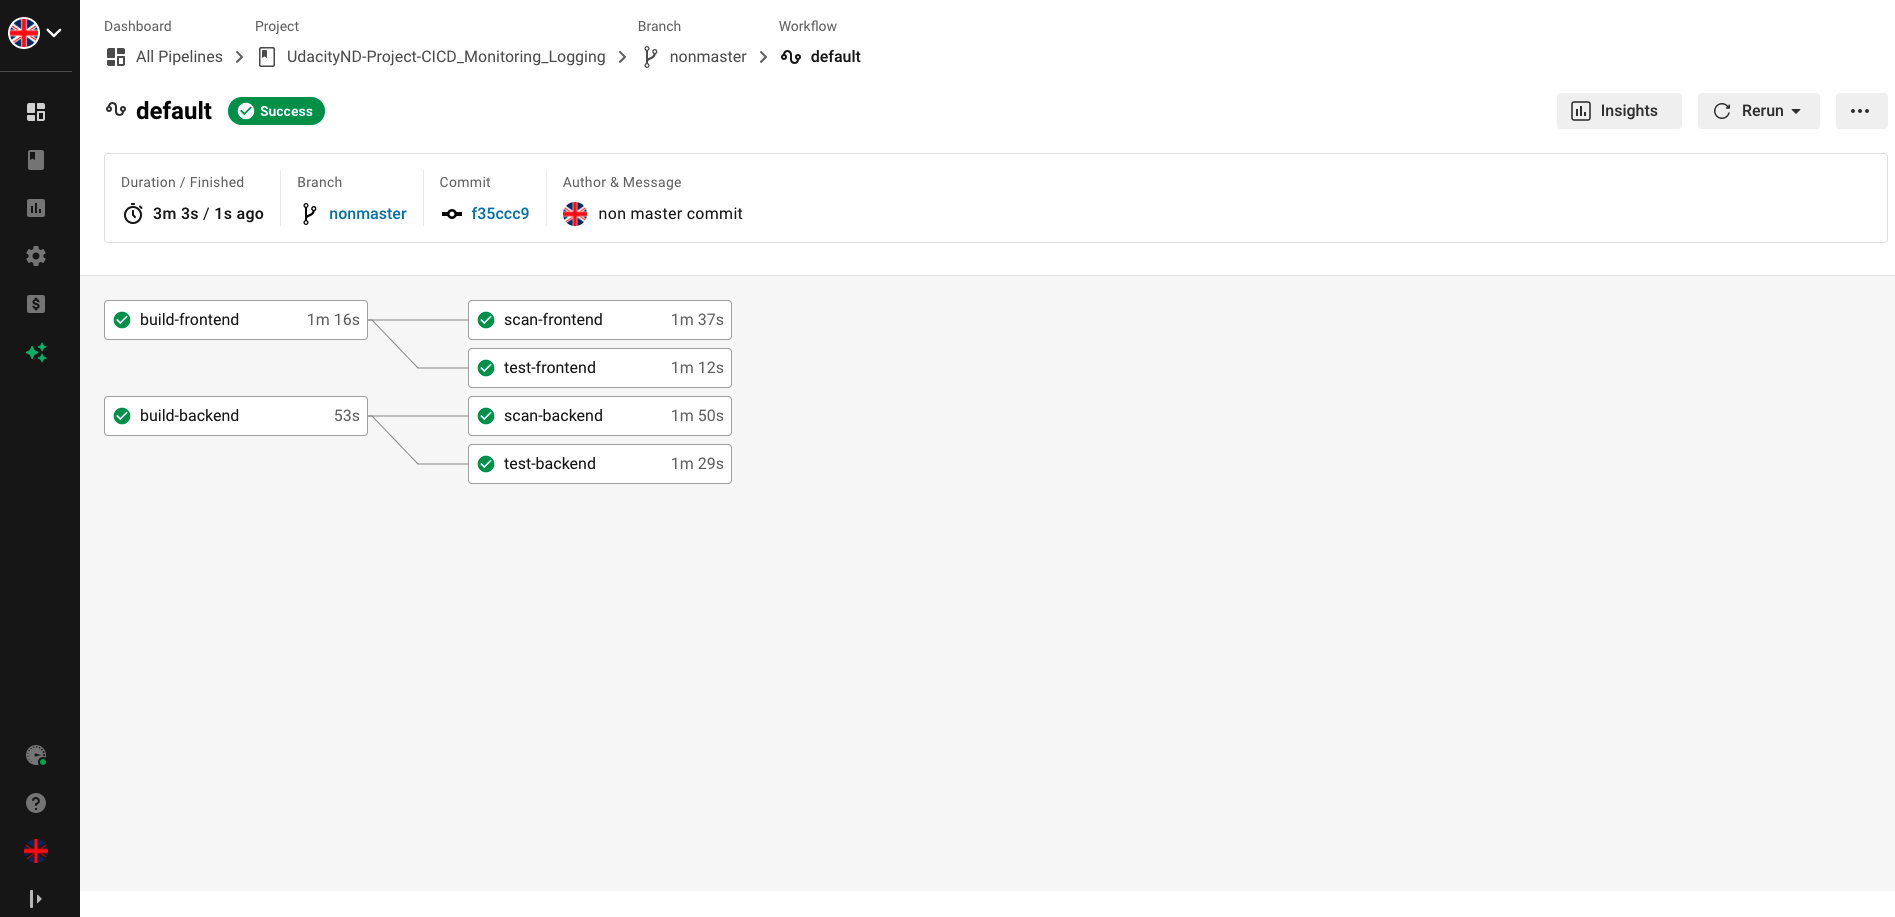 Dashboard Project Branch Workflow
All Pipelines UdacityND-Project-CICD_Monitoring_Logging nonmaster default
default Success Insights Rerun
Duration / Finished Branch Commit Author & Message
3m 3s / 1s ago nonmaster f35ccc9 non master commit
build-frontend 1m 16s scan-frontend 1m 37s
test-frontend 1m 12s
build-backend 53s scan-backend 1m 50s
test-backend 1m 29s